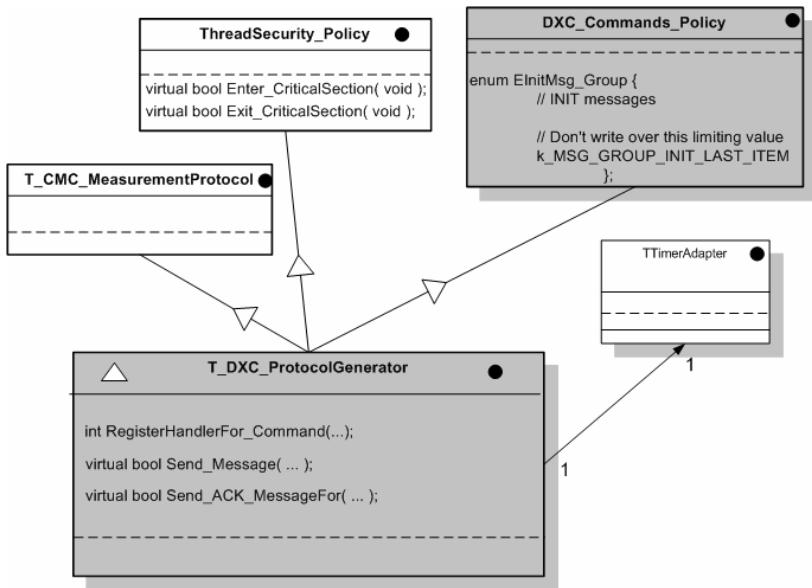 ThreadSecurity_Policy
virtual bool Enter_CriticalSection( void );
virtual bool Exit_CriticalSection( void );
DXC_Commands_Policy
enum EInitMsg_Group {
// INIT messages
// Don't write over this limiting value
k_MSG_GROUP_INIT_LAST_ITEM
};
T_CMC_MeasurementProtocol
TTimerAdapter
T_DXC_ProtocolGenerator
int RegisterHandlerFor_Command(...);
virtual bool Send_Message( ... );
virtual bool Send_ACK_MessageFor( ... );
1
1